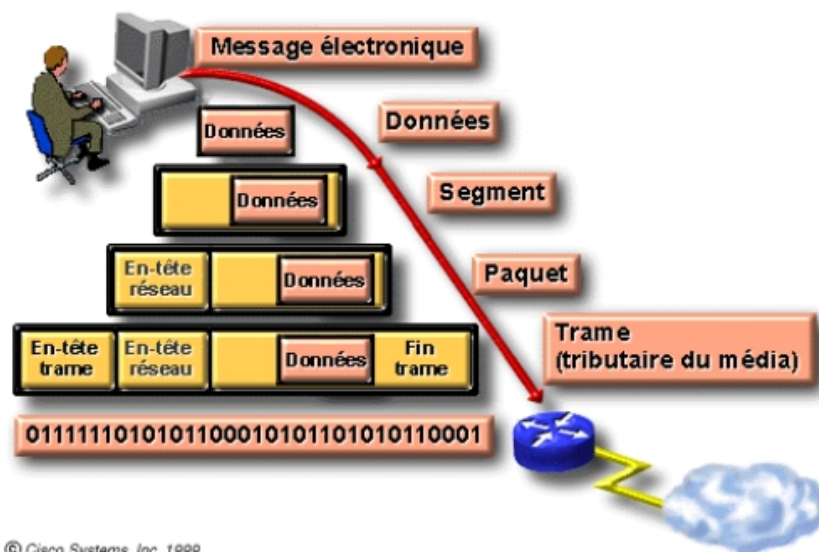 Message électronique
Données
Données
Données
Segment
En-tête
réseau
Données
Paquet
En-tête
trame
En-tête
réseau
Données
Fin
trame
Trame
(tributaire du média)
0111111010101100010101101010110001
© Cisco Systems, Inc. 1999